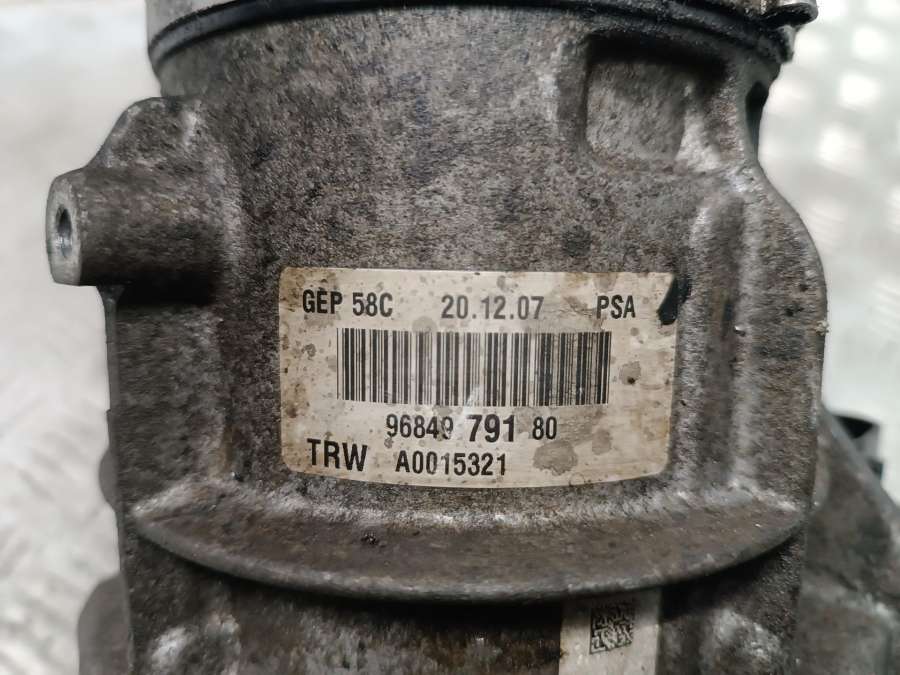 GEP 58C 20.12.07 PSA
96849 791 80
TRW A0015321